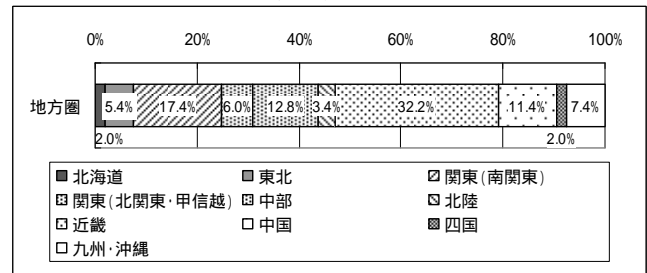 0% 20% 40% 60% 80% 100%
地方圏 5.4% 17.4% 6.0% 12.8% 3.4% 32.2% 11.4% 7.4%
2.0% 2.0%
北海道 東北 関東(南関東)
関東(北関東・甲信越) 中部 北陸
近畿 中国 四国
九州・沖縄